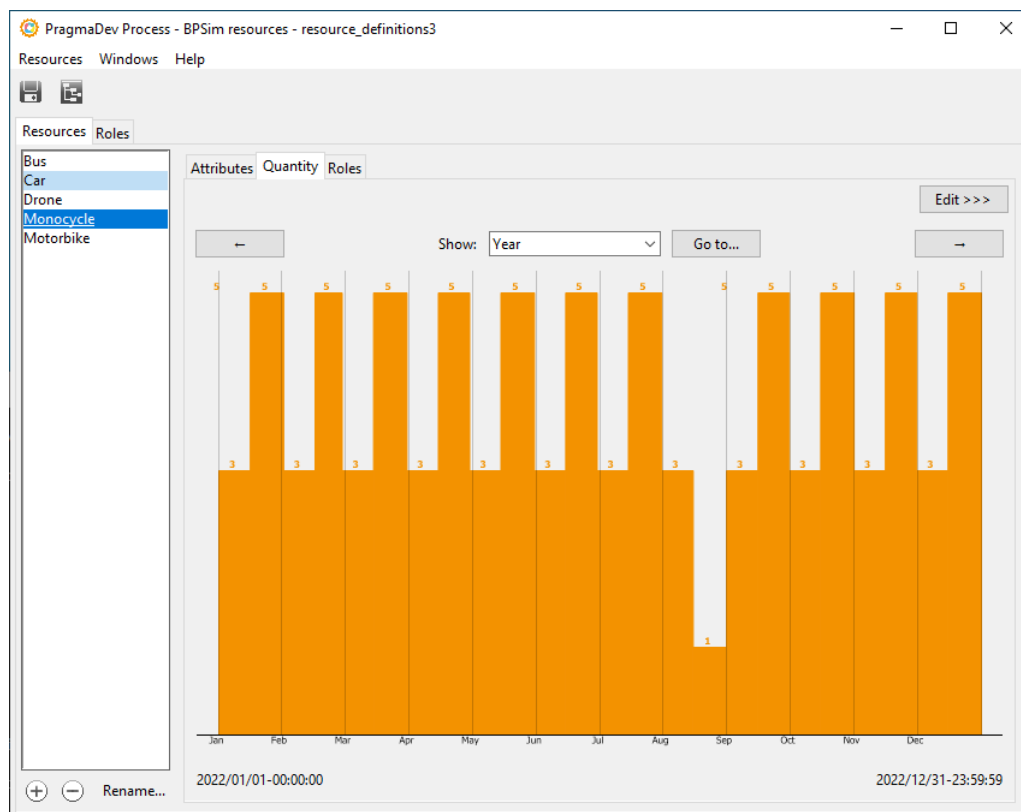 PragmaDev Process - BPSim resources - resource_definitions3
Resources Windows Help
Resources Roles
Bus
Car
Drone
Monocycle
Motorbike
Attributes Quantity Roles
Edit >>>
← Show: Year Go to... →
5 5 5 5 5 5 5 5 5 5 5 5 5
3 3 3 3 3 3 3 3 3 3 3 3
1
Jan Feb Mar Apr May Jun Jul Aug Sep Oct Nov Dec
2022/01/01-00:00:00 2022/12/31-23:59:59
Rename...